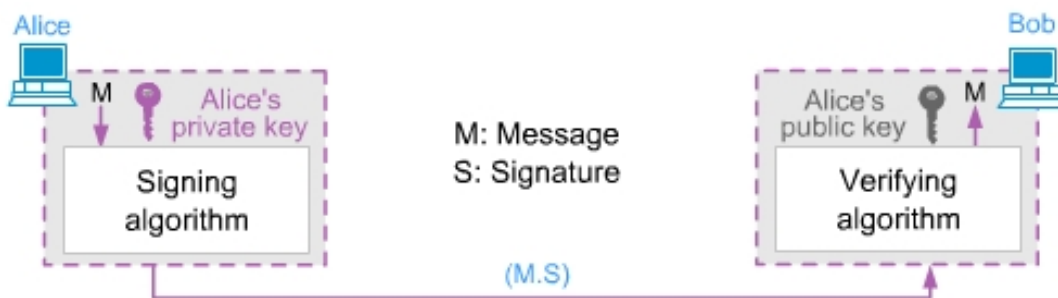 Alice
Bob
M
Alice's
private key
Signing
algorithm
M: Message
S: Signature
Alice's
public key
M
Verifying
algorithm
(M.S)